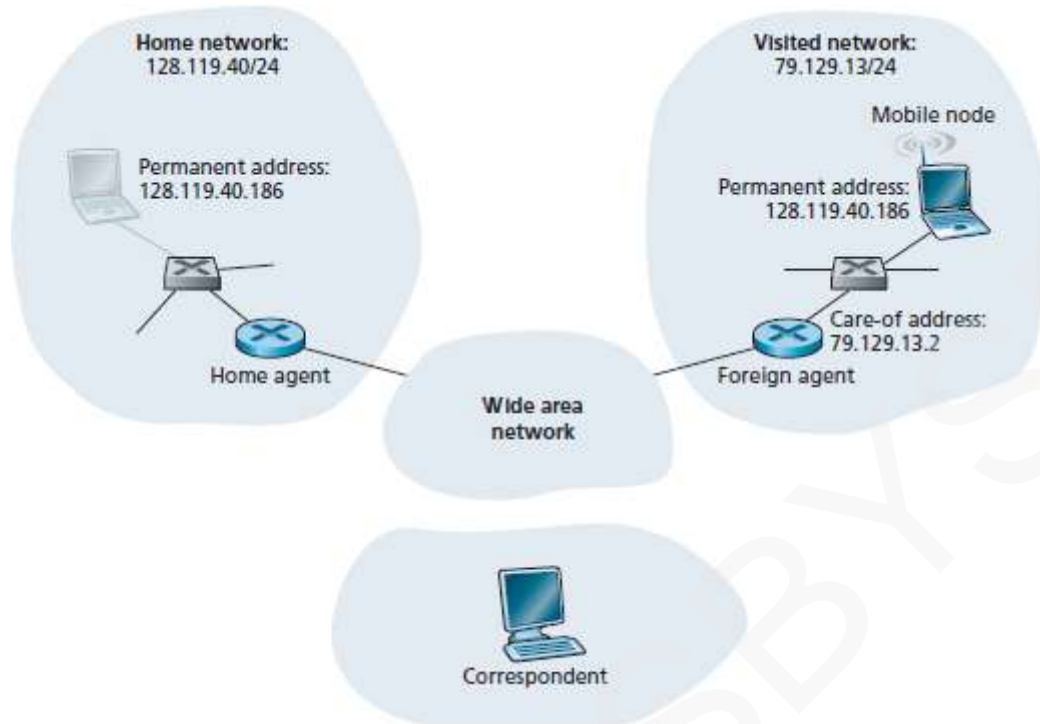 Home network:
128.119.40/24
Visited network:
79.129.13/24
Mobile node
Permanent address:
128.119.40.186
Permanent address:
128.119.40.186
Care-of address:
79.129.13.2
Home agent
Foreign agent
Wide area
network
Correspondent